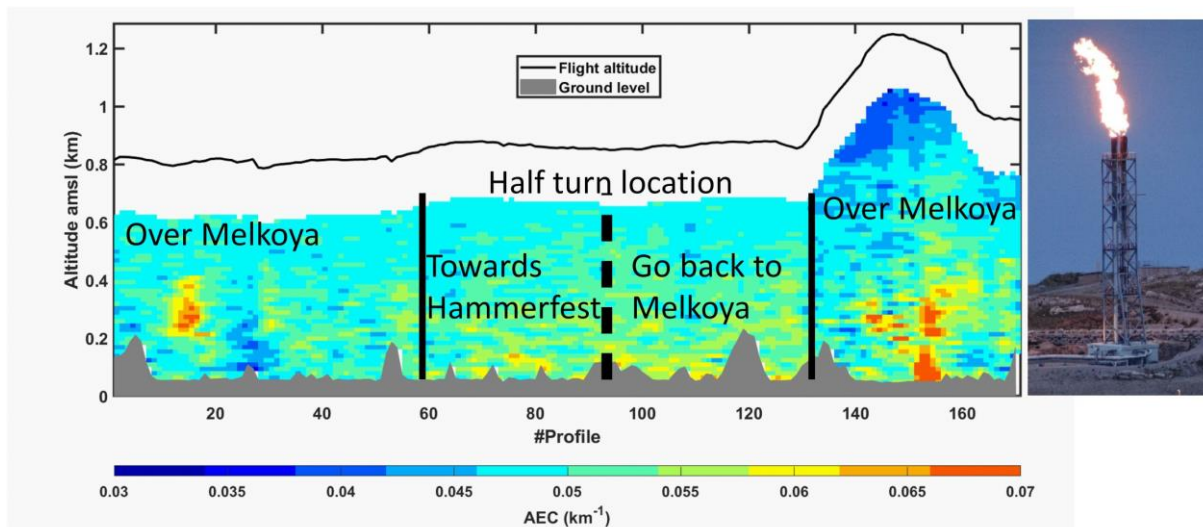 1.2
1
0.8
0.6
0.4
0.2
0
Altitude amsl (km)
Flight altitude
Ground level
Half turn location
Over Melkoya
Over Melkoya
Towards
Hammerfest
Go back to
Melkoya
20 40 60 80 100 120 140 160
#Profile
0.03 0.035 0.04 0.045 0.05 0.055 0.06 0.065 0.07
AEC (km⁻¹)